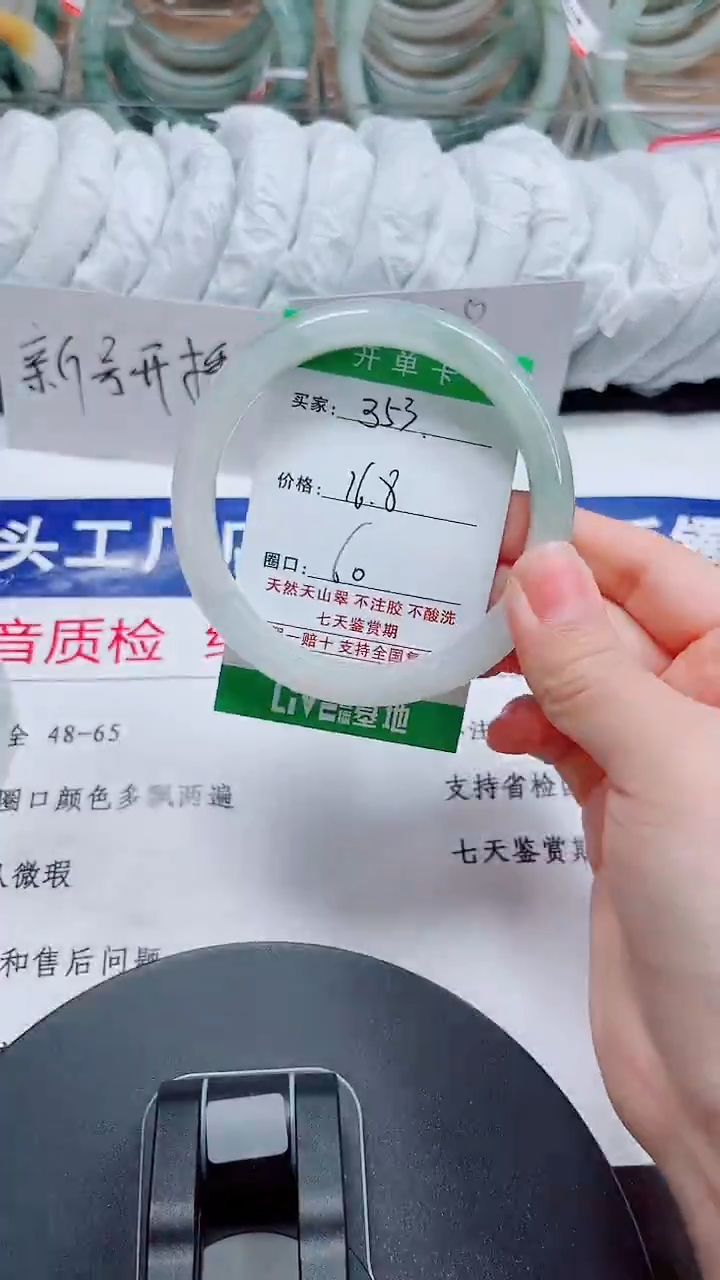 新号开播
开单卡
买家: 353.
价格: 16.8
圈口: 60
天然天山翠 不注胶 不酸洗
七天鉴赏期
一赔十 支持全国
LIVE 基地
头工厂
音质检
全 48-65
圈口颜色多飘两遍
微瑕
和售后问题
支持省检
七天鉴赏期